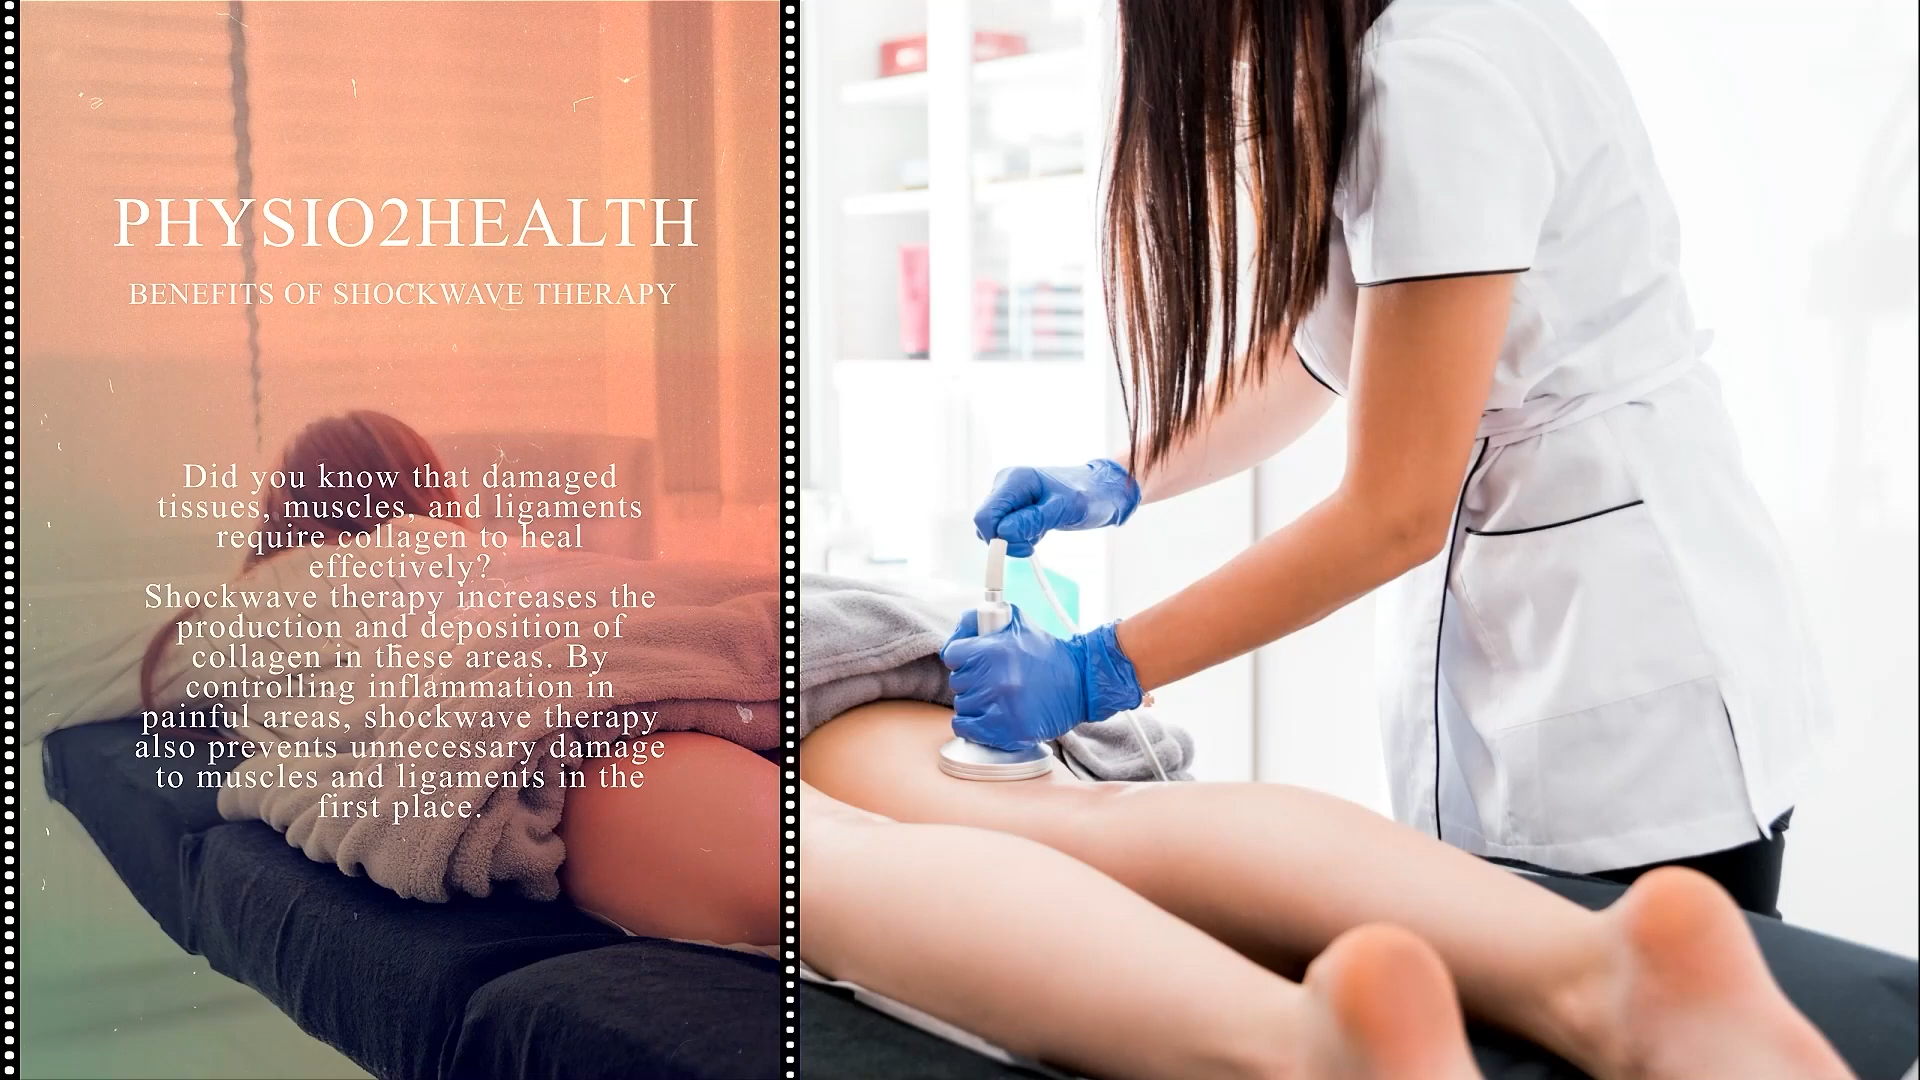 PHYSIO2HEALTH
BENEFITS OF SHOCKWAVE THERAPY
Did you know that damaged
tissues, muscles, and ligaments
require collagen to heal
effectively?
Shockwave therapy increases the
production and deposition of
collagen in these areas. By
controlling inflammation in
painful areas, shockwave therapy
also prevents unnecessary damage
to muscles and ligaments in the
first place.